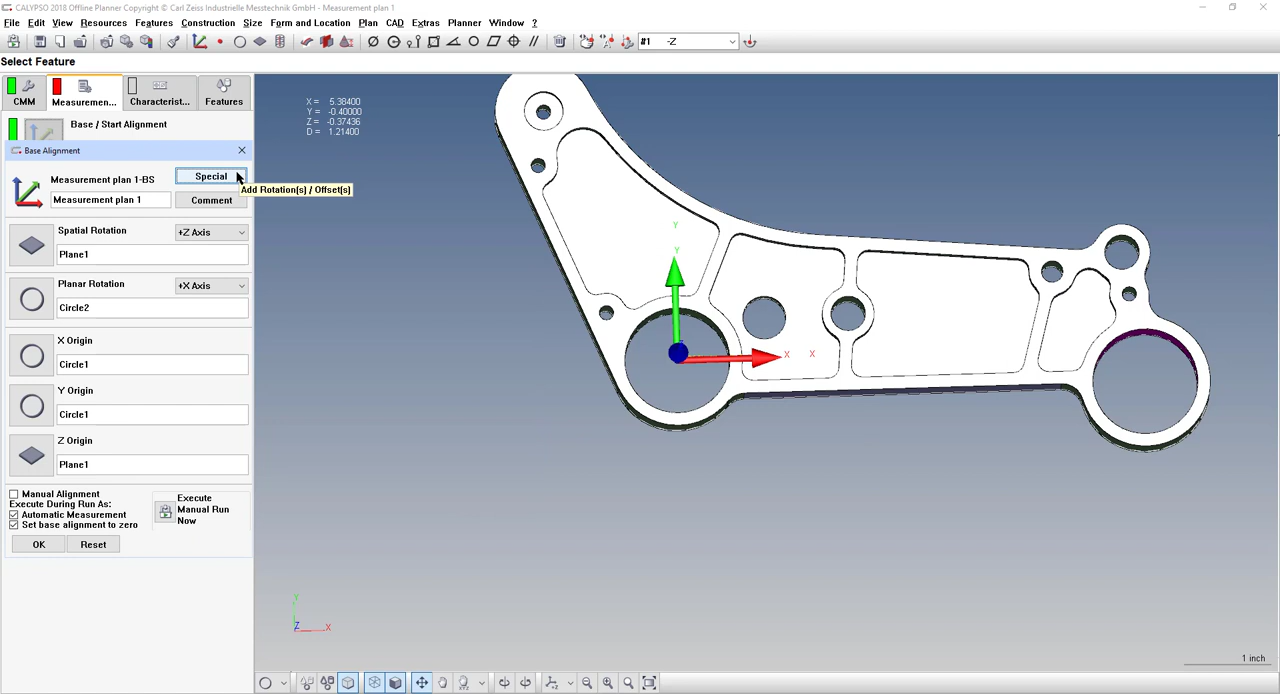 CALYPSO 2018 Offline Planner Copyright © Carl Zeiss Industrielle Messtechnik GmbH - Measurement plan 1
File Edit View Resources Features Construction Size Form and Location Plan CAD Extras Planner Window ?
#1 -Z
Select Feature
CMM Measuremen... Characterist... Features
Base / Start Alignment
Base Alignment
Measurement plan 1-BS Special
Add Rotation(s) / Offset(s)
Measurement plan 1 Comment
Spatial Rotation +Z Axis
Plane1
Planar Rotation +X Axis
Circle2
X Origin
Circle1
Y Origin
Circle1
Z Origin
Plane1
Manual Alignment
Execute During Run As:
Automatic Measurement
Set base alignment to zero
Execute
Manual Run
Now
OK Reset
X = 5.38400
Y = -0.40000
Z = -0.37436
D = 1.21400
Y
Y
X X
Y
Z X
1 inch